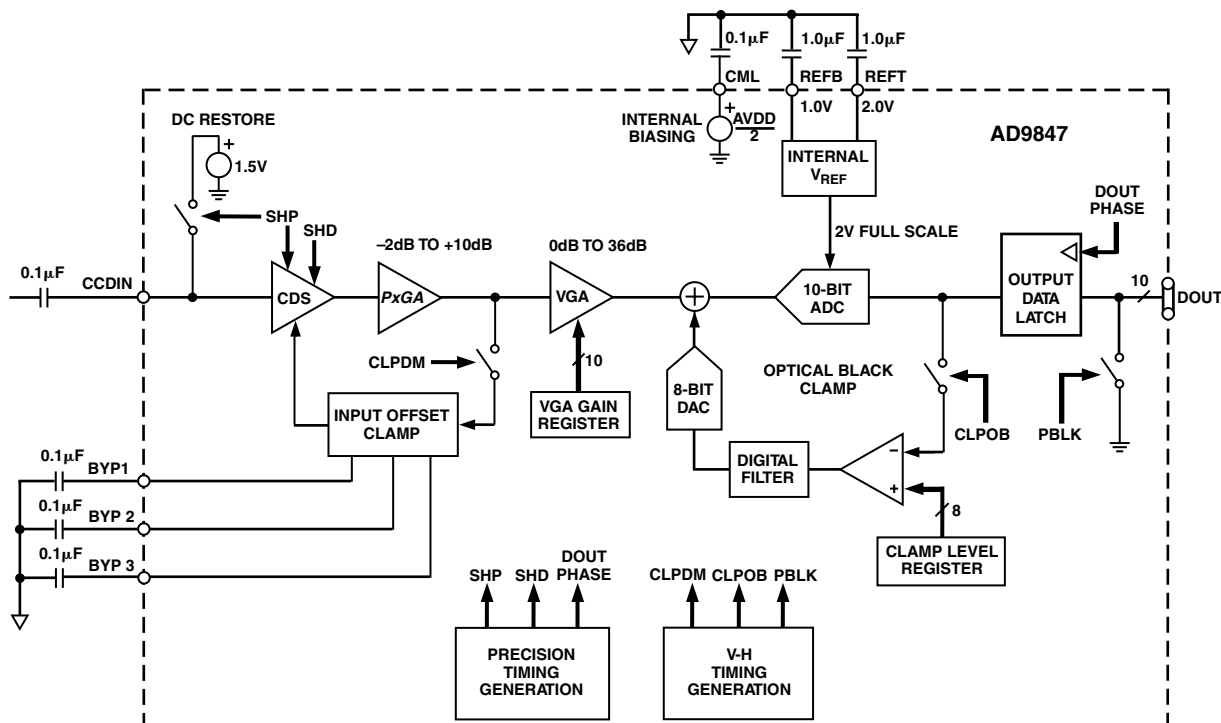 0.1µF
1.0µF
1.0µF
CML
REFB
REFT
DC RESTORE
+
1.5V
INTERNAL
BIASING
+
AVDD
2
1.0V
2.0V
AD9847
INTERNAL
VREF
SHP
SHD
–2dB TO +10dB
0dB TO 36dB
2V FULL SCALE
DOUT
PHASE
0.1µF
CCDIN
CDS
PxGA
VGA
+
10-BIT
ADC
OUTPUT
DATA
LATCH
10
DOUT
CLPDM
10
8-BIT
DAC
OPTICAL BLACK
CLAMP
CLPOB
PBLK
INPUT OFFSET
CLAMP
VGA GAIN
REGISTER
DIGITAL
FILTER
–
+
8
0.1µF
BYP1
0.1µF
BYP 2
0.1µF
BYP 3
CLAMP LEVEL
REGISTER
SHP
SHD
DOUT
PHASE
CLPDM
CLPOB
PBLK
PRECISION
TIMING
GENERATION
V-H
TIMING
GENERATION